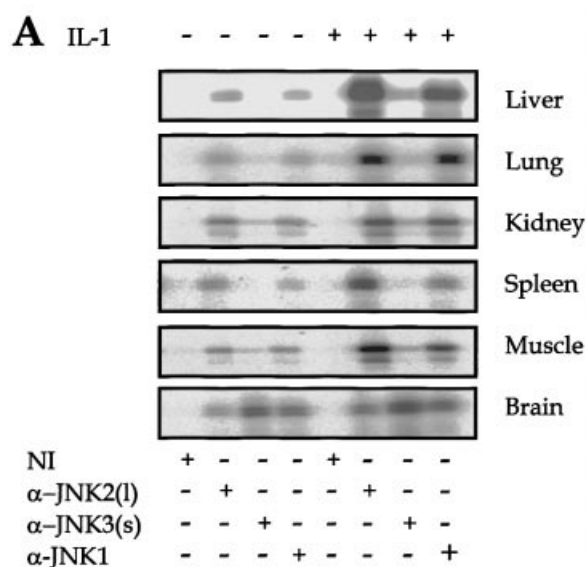 A IL-1 - - - - + + + +
Liver
Lung
Kidney
Spleen
Muscle
Brain
NI + - - - + - - -
α-JNK2(l) - + - - - + - -
α-JNK3(s) - - + - - - + -
α-JNK1 - - - + - - - +